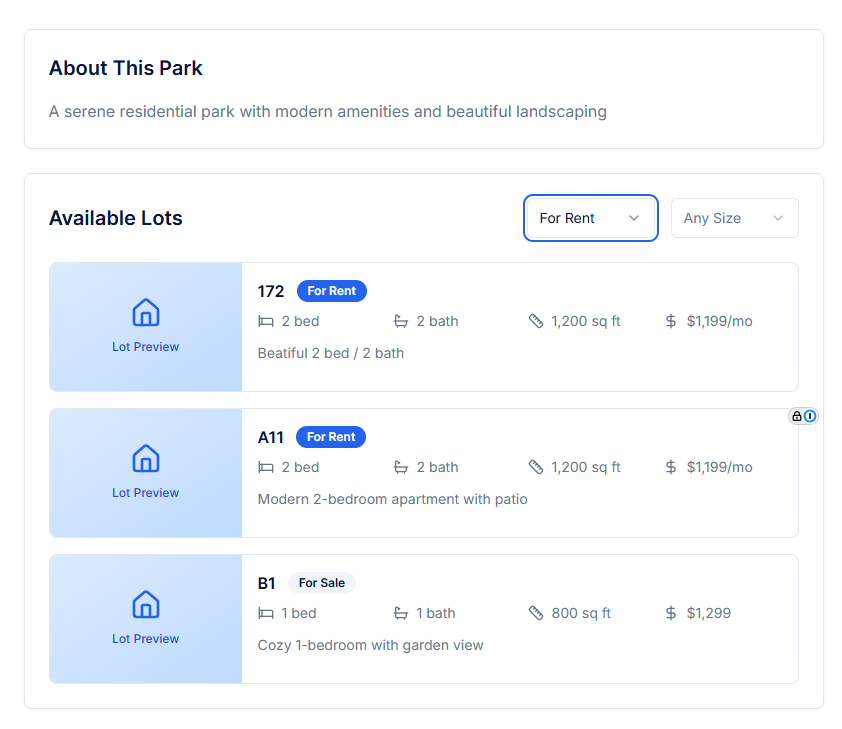 About This Park
A serene residential park with modern amenities and beautiful landscaping
Available Lots
For Rent
Any Size
Lot Preview
172 For Rent
2 bed 2 bath 1,200 sq ft $ $1,199/mo
Beatiful 2 bed / 2 bath
Lot Preview
A11 For Rent
2 bed 2 bath 1,200 sq ft $ $1,199/mo
Modern 2-bedroom apartment with patio
Lot Preview
B1 For Sale
1 bed 1 bath 800 sq ft $ $1,299
Cozy 1-bedroom with garden view